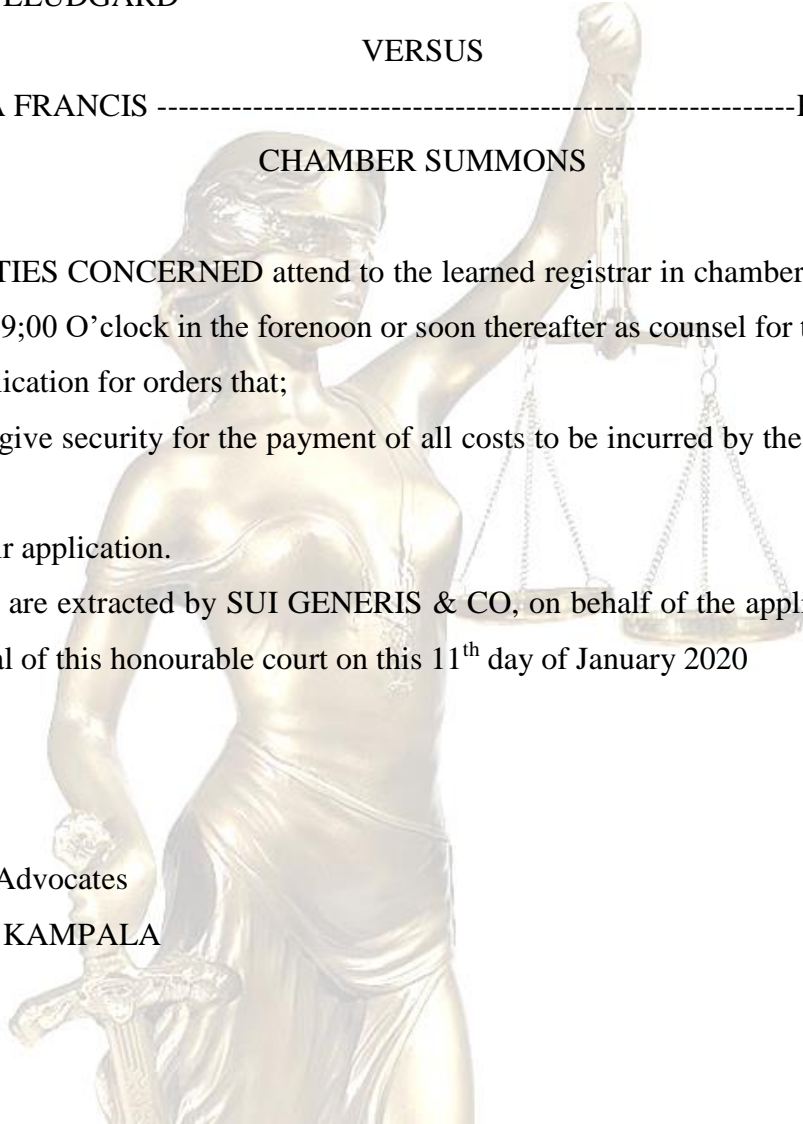 LEUDGARD
VERSUS
A FRANCIS ------------------------------------------------------------
CHAMBER SUMMONS
TIES CONCERNED attend to the learned registrar in chamber
9;00 O’clock in the forenoon or soon thereafter as counsel for t
lication for orders that;
give security for the payment of all costs to be incurred by the
r application.
are extracted by SUI GENERIS & CO, on behalf of the appli
al of this honourable court on this 11th day of January 2020
Advocates
KAMPALA